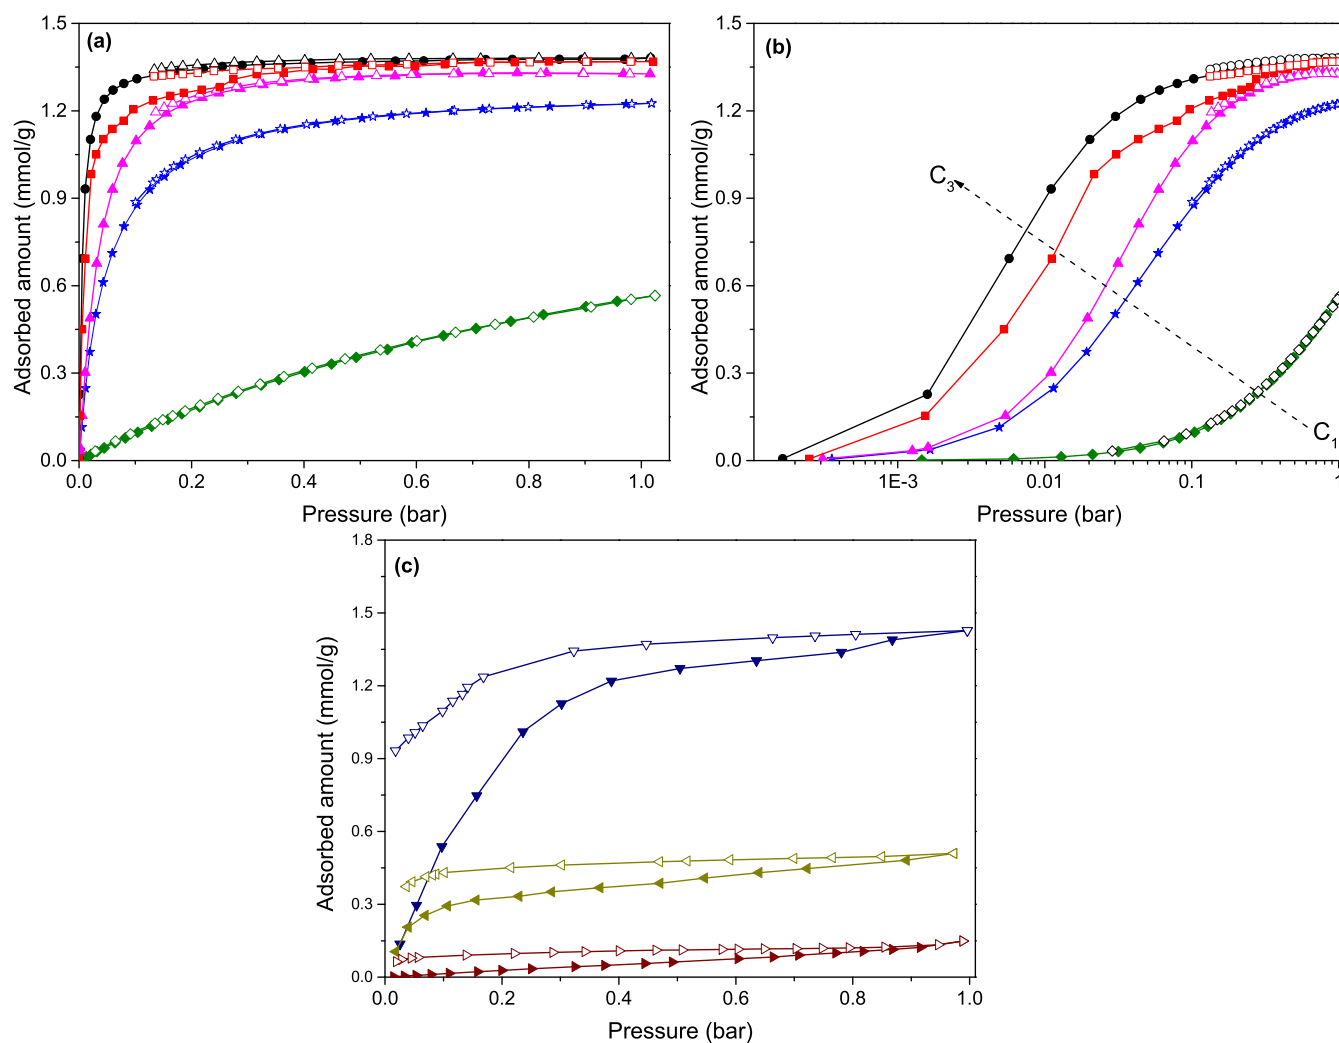 (a)
1.5
1.2
0.9
0.6
0.3
0.0
Adsorbed amount (mmol/g)
0.0 0.2 0.4 0.6 0.8 1.0
Pressure (bar)
(b)
1.5
1.2
0.9
0.6
0.3
0.0
Adsorbed amount (mmol/g)
C3
C1
1E-3 0.01 0.1 1
Pressure (bar)
(c)
1.8
1.5
1.2
0.9
0.6
0.3
0.0
Adsorbed amount (mmol/g)
0.0 0.2 0.4 0.6 0.8 1.0
Pressure (bar)